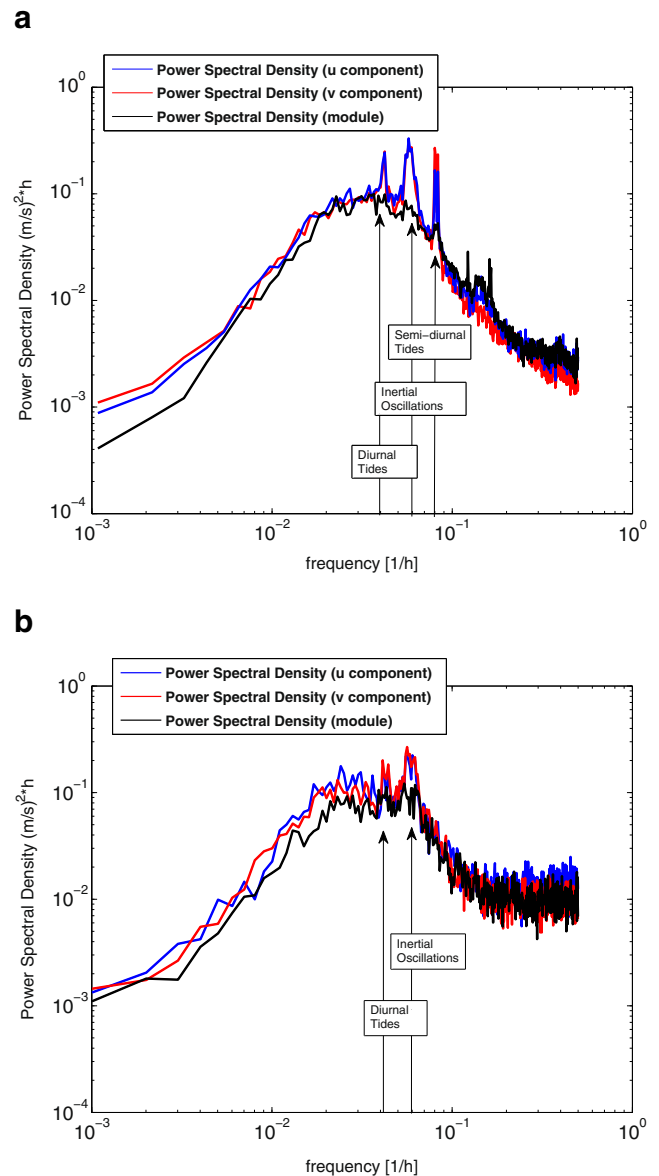 a
Power Spectral Density (u component)
Power Spectral Density (v component)
Power Spectral Density (module)
10^0
10^-1
10^-2
10^-3
10^-4
Power Spectral Density (m/s)^2*h
Semi-diurnal
Tides
Inertial
Oscillations
Diurnal
Tides
10^-3
10^-2
10^-1
10^0
frequency [1/h]
b
Power Spectral Density (u component)
Power Spectral Density (v component)
Power Spectral Density (module)
10^0
10^-1
10^-2
10^-3
10^-4
Power Spectral Density (m/s)^2*h
Inertial
Oscillations
Diurnal
Tides
10^-3
10^-2
10^-1
10^0
frequency [1/h]